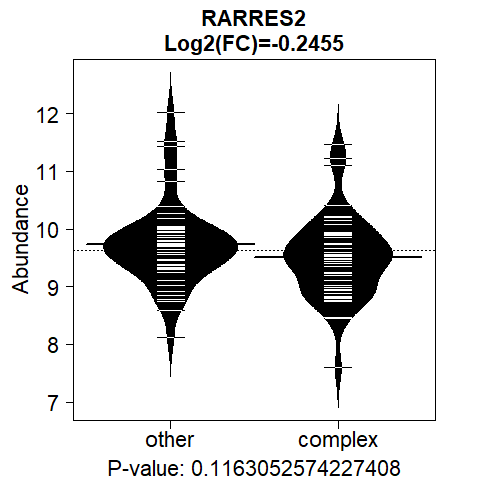 RARRES2
Log2(FC)=-0.2455
Abundance
12
11
10
9
8
7
other complex
P-value: 0.1163052574227408